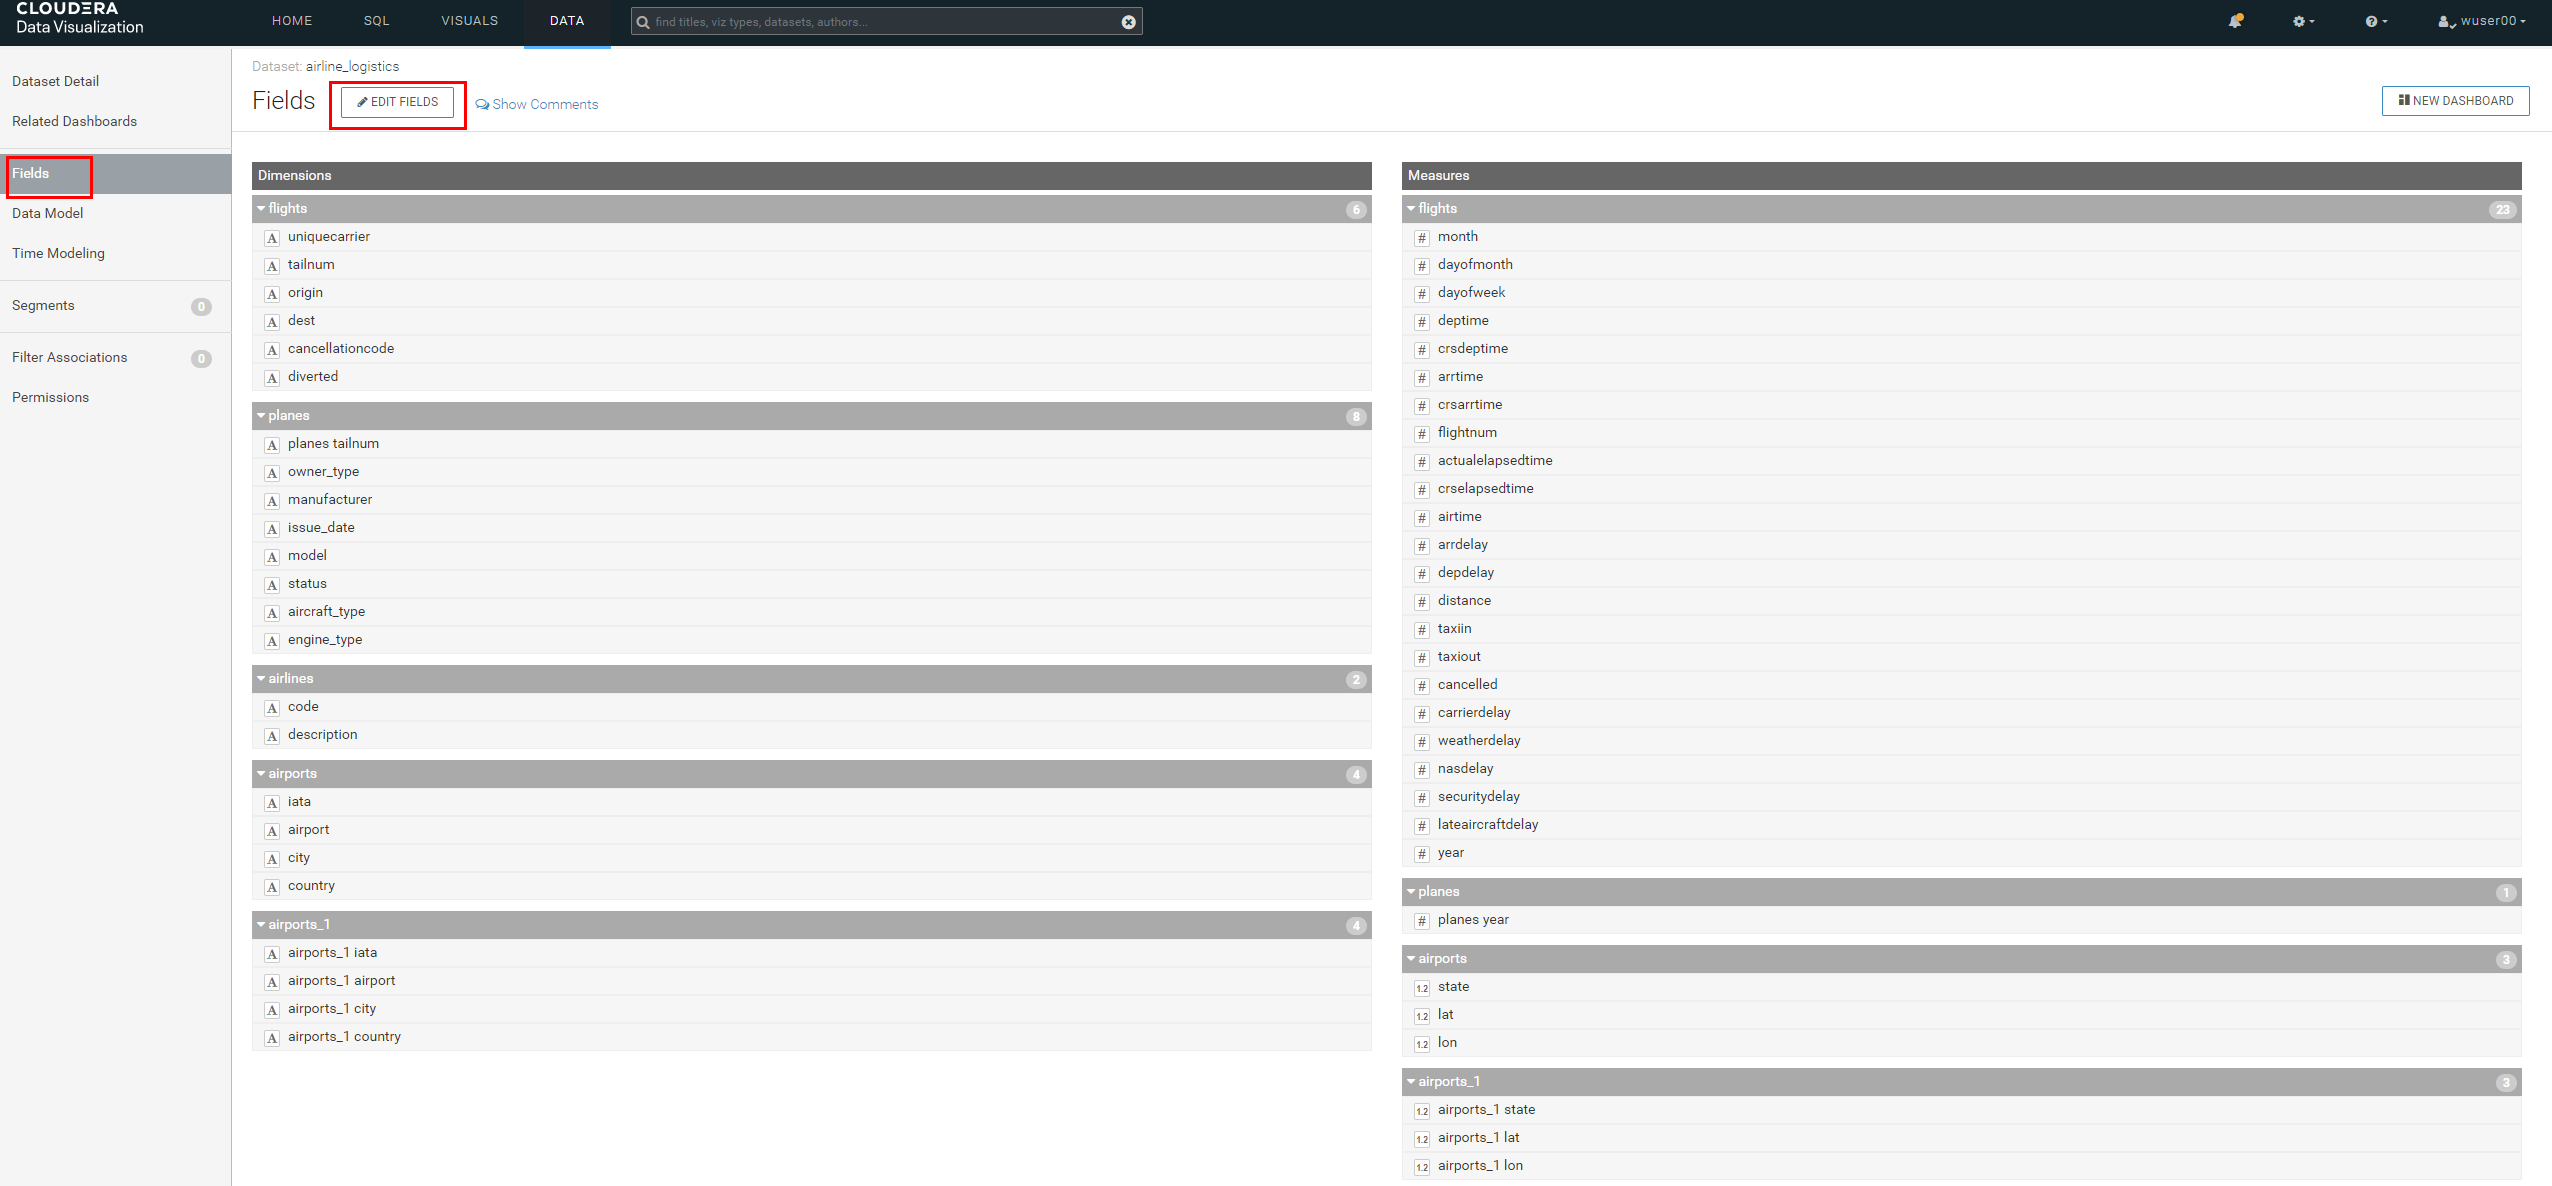 CLOUDERA
Data Visualization
HOME SQL VISUALS DATA find titles, viz types, datasets, authors... wuser00
Dataset Detail
Related Dashboards
Fields
Data Model
Time Modeling
Segments 0
Filter Associations 0
Permissions
Dataset: airline_logistics
Fields EDIT FIELDS Show Comments NEW DASHBOARD
Dimensions
flights 6
A uniquecarrier
A tailnum
A origin
A dest
A cancellationcode
A diverted
planes 8
A planes tailnum
A owner_type
A manufacturer
A issue_date
A model
A status
A aircraft_type
A engine_type
airlines 2
A code
A description
airports 4
A iata
A airport
A city
A country
airports_1 4
A airports_1 iata
A airports_1 airport
A airports_1 city
A airports_1 country
Measures
flights 23
# month
# dayofmonth
# dayofweek
# deptime
# crsdeptime
# arrtime
# crsarrtime
# flightnum
# actualelapsedtime
# crselapsedtime
# airtime
# arrdelay
# depdelay
# distance
# taxiin
# taxiout
# cancelled
# carrierdelay
# weatherdelay
# nasdelay
# securitydelay
# lateaircraftdelay
# year
planes 1
# planes year
airports 3
1.2 state
1.2 lat
1.2 lon
airports_1 3
1.2 airports_1 state
1.2 airports_1 lat
1.2 airports_1 lon